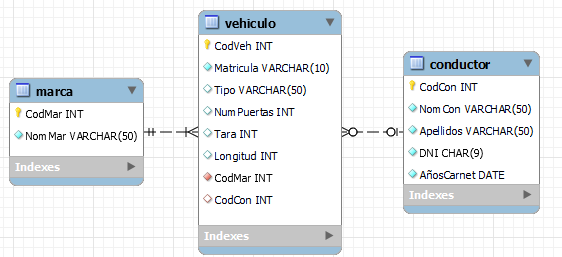 marca
CodMar INT
NomMar VARCHAR(50)
Indexes
vehiculo
CodVeh INT
Matricula VARCHAR(10)
Tipo VARCHAR(50)
NumPuertas INT
Tara INT
Longitud INT
CodMar INT
CodCon INT
Indexes
conductor
CodCon INT
NomCon VARCHAR(50)
Apellidos VARCHAR(50)
DNI CHAR(9)
AñosCarnet DATE
Indexes